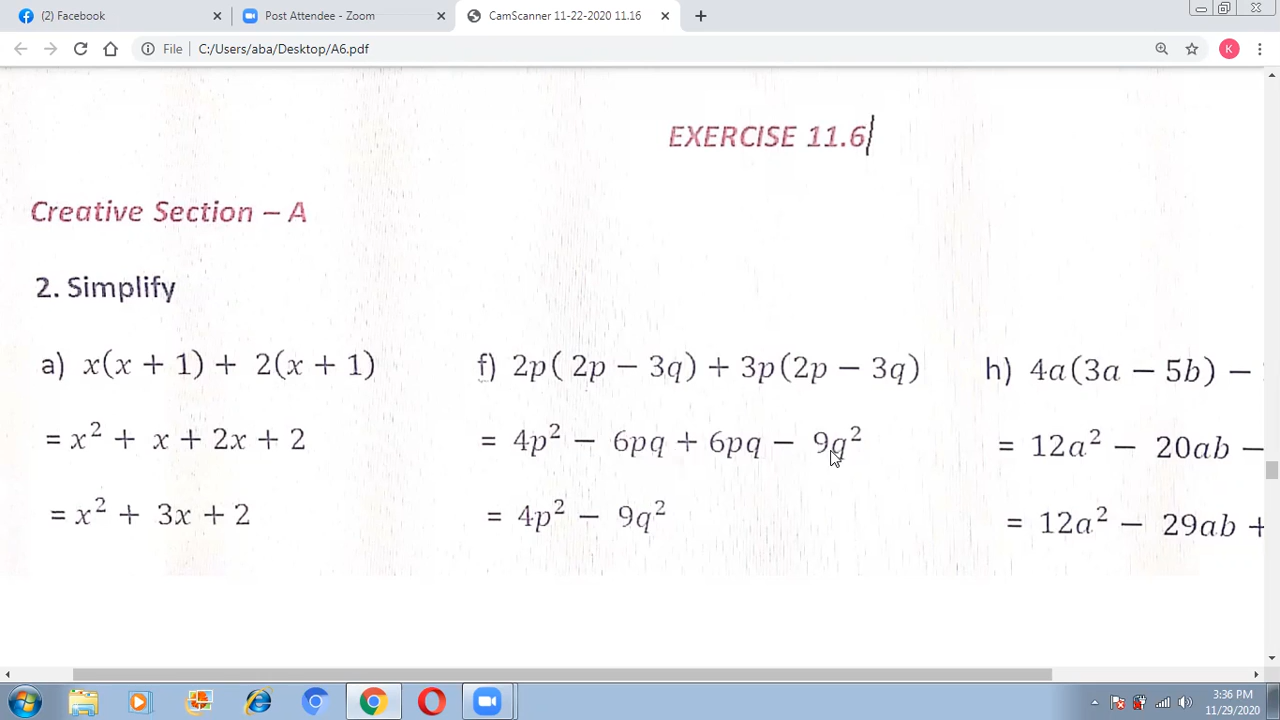 (2) Facebook
Post Attendee - Zoom
CamScanner 11-22-2020 11.16
File
C:/Users/aba/Desktop/A6.pdf
K
EXERCISE 11.6
Creative Section – A
2. Simplify
a) x(x + 1) + 2(x + 1)
= x² + x + 2x + 2
= x² + 3x + 2
f) 2p( 2p − 3q) + 3p(2p − 3q)
= 4p² − 6pq + 6pq − 9q²
= 4p² − 9q²
h) 4a(3a − 5b) −
= 12a² − 20ab −
= 12a² − 29ab +
3:36 PM
11/29/2020